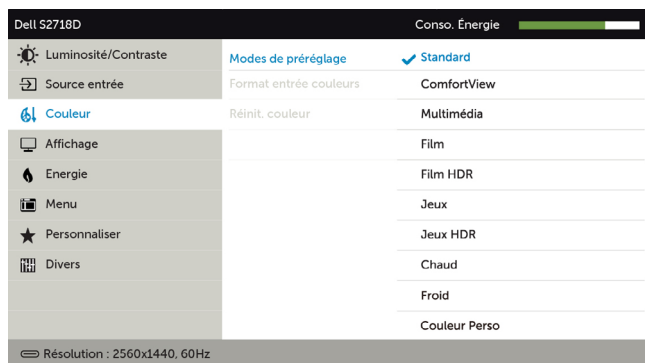 Dell S2718D Conso. Énergie
Luminosité/Contraste Modes de préréglage Standard
Source entrée Format entrée couleurs ComfortView
Couleur Réinit. couleur Multimédia
Affichage Film
Energie Film HDR
Menu Jeux
Personnaliser Jeux HDR
Divers Chaud
Froid
Couleur Perso
Résolution : 2560x1440, 60Hz